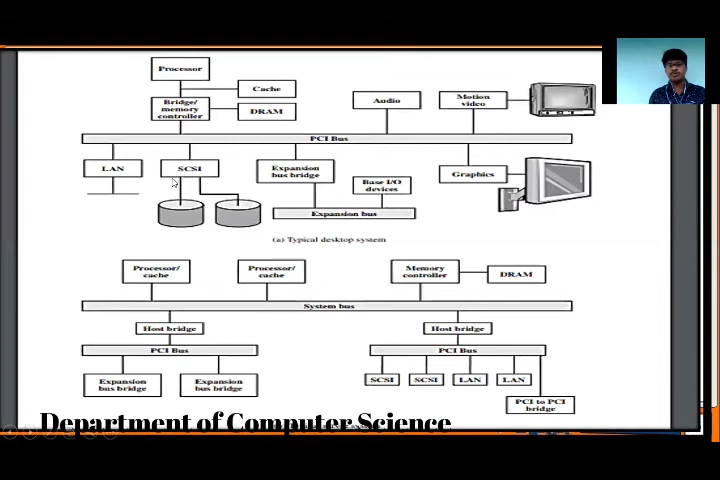 Processor
Cache
Bridge/
memory
controller
DRAM
Audio
Motion
video
PCI Bus
LAN
SCSI
Expansion
bus bridge
Base I/O
devices
Graphics
Expansion bus
(a) Typical desktop system
Processor/
cache
Processor/
cache
Memory
controller
DRAM
System bus
Host bridge
Host bridge
PCI Bus
PCI Bus
Expansion
bus bridge
Expansion
bus bridge
SCSI
SCSI
LAN
LAN
PCI to PCI
bridge
Department of Computer Science